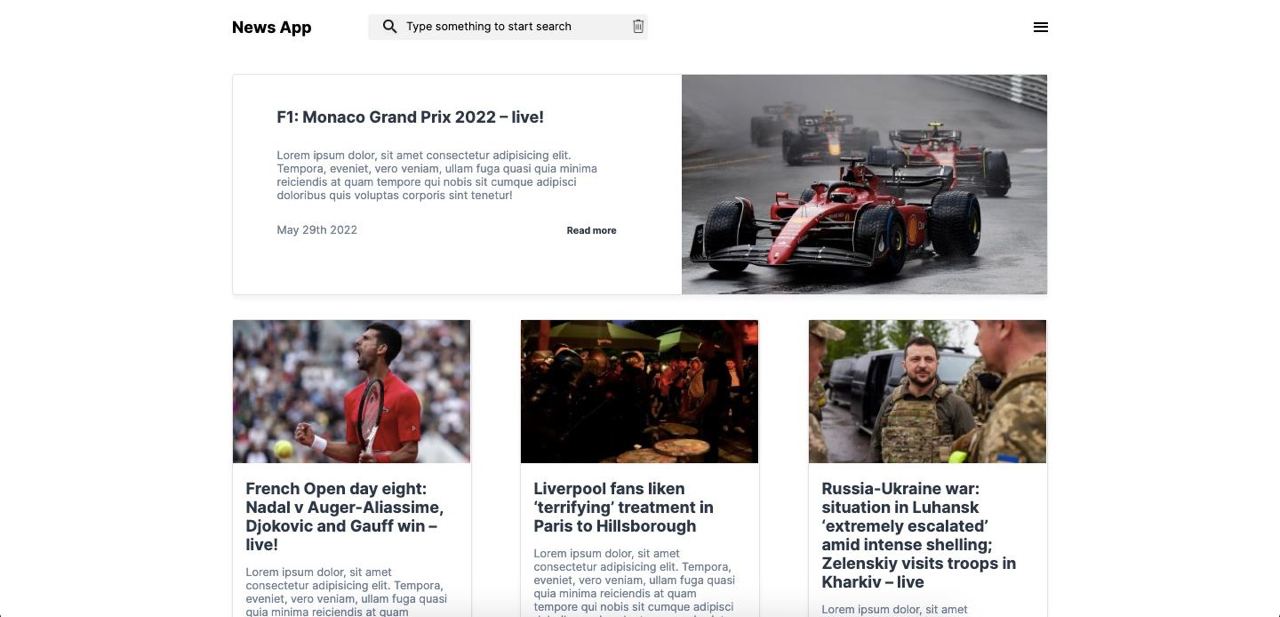 News App
Type something to start search
F1: Monaco Grand Prix 2022 – live!
Lorem ipsum dolor, sit amet consectetur adipisicing elit.
Tempora, eveniet, vero veniam, ullam fuga quasi quia minima
reiciendis at quam tempore qui nobis sit cumque adipisci
doloribus quis voluptas corporis sint tenetur!
May 29th 2022
Read more
French Open day eight:
Nadal v Auger-Aliassime,
Djokovic and Gauff win –
live!
Lorem ipsum dolor, sit amet
consectetur adipisicing elit. Tempora,
eveniet, vero veniam, ullam fuga quasi
quia minima reiciendis at quam
Liverpool fans liken
‘terrifying’ treatment in
Paris to Hillsborough
Lorem ipsum dolor, sit amet
consectetur adipisicing elit. Tempora,
eveniet, vero veniam, ullam fuga quasi
quia minima reiciendis at quam
tempore qui nobis sit cumque adipisci
Russia-Ukraine war:
situation in Luhansk
‘extremely escalated’
amid intense shelling;
Zelenskiy visits troops in
Kharkiv – live
Lorem ipsum dolor, sit amet